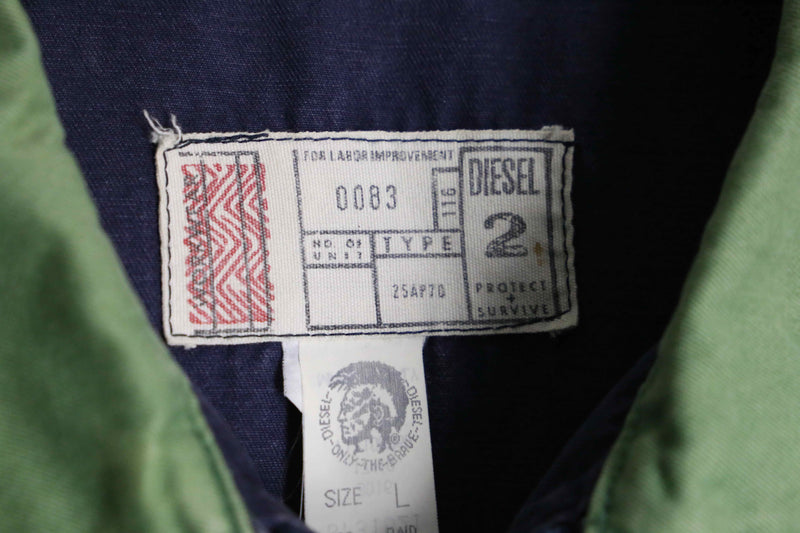 WORKWEAR
FOR LABOR IMPROVEMENT
0083
116
NO. OF
UNIT
TYPE
25AP70
DIESEL
2
PROTECT
+
SURVIVE
DIESEL
DIESEL
ONLY-THE-BRAVE
®
SIZE L